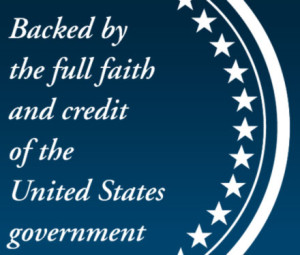 Backed by
the full faith
and credit
of the
United States
government